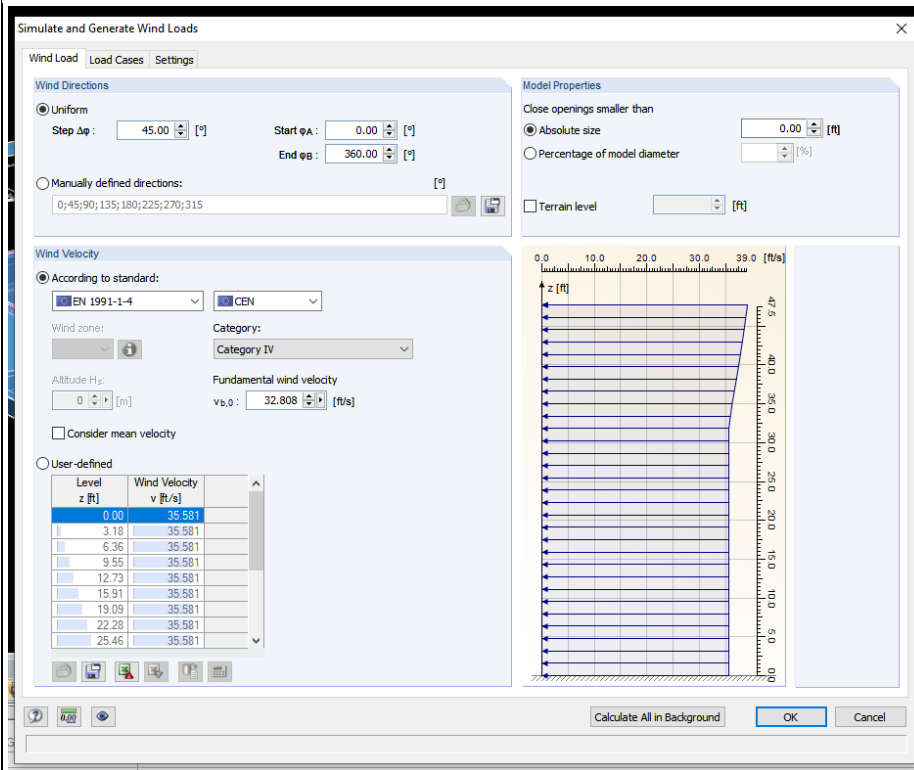 Simulate and Generate Wind Loads
Wind Load Load Cases Settings
Wind Directions
Uniform
Step Δφ : 45.00 [°] Start φA : 0.00 [°]
End φB : 360.00 [°]
Manually defined directions: [°]
0;45;90;135;180;225;270;315
Model Properties
Close openings smaller than
Absolute size 0.00 [ft]
Percentage of model diameter [%]
Terrain level [ft]
Wind Velocity
According to standard:
EN 1991-1-4 CEN
Wind zone: Category:
Category IV
Altitude Hs: Fundamental wind velocity
0 [m] vb,0 : 32.808 [ft/s]
Consider mean velocity
User-defined
Level Wind Velocity
z [ft] v [ft/s]
0.00 35.581
3.18 35.581
6.36 35.581
9.55 35.581
12.73 35.581
15.91 35.581
19.09 35.581
22.28 35.581
25.46 35.581
0.0 10.0 20.0 30.0 39.0 [ft/s]
z [ft]
47.5
40.0
35.0
30.0
25.0
20.0
15.0
10.0
5.0
0.0
0.00
Calculate All in Background OK Cancel